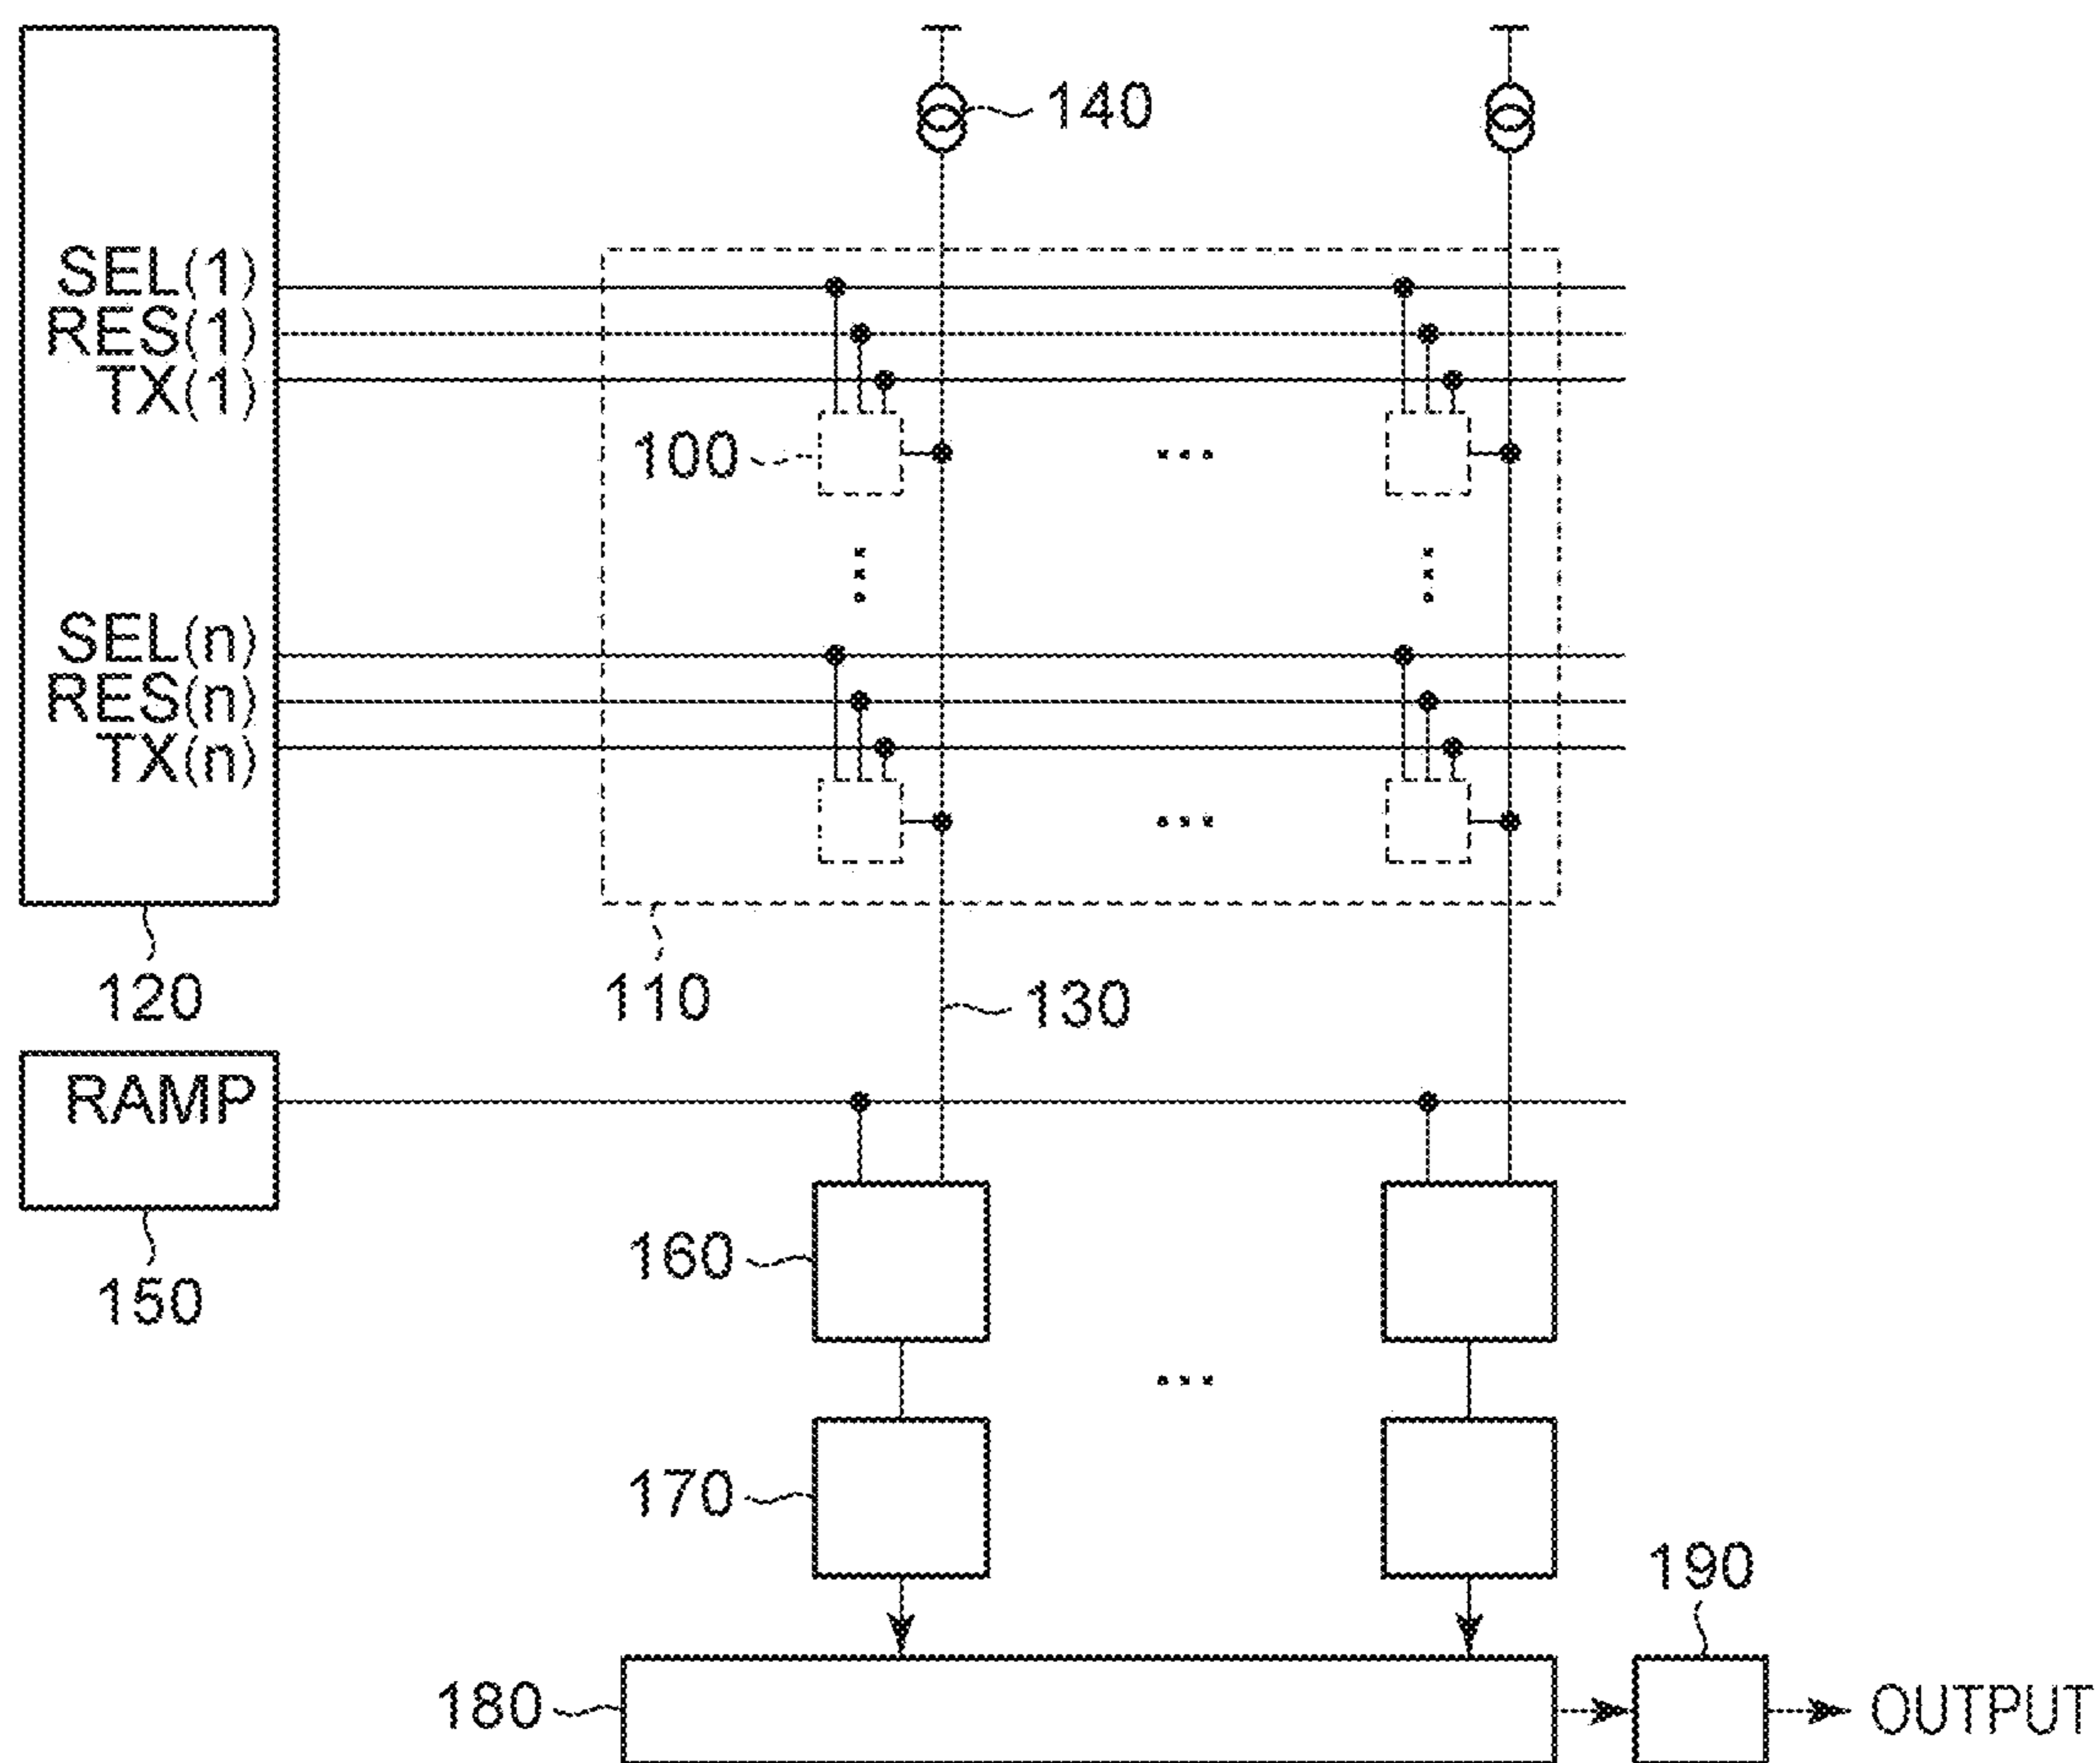 140
SEL(1)
RES(1)
TX(1)
100
SEL(n)
RES(n)
TX(n)
120
110
130
RAMP
150
160
170
190
180
OUTPUT